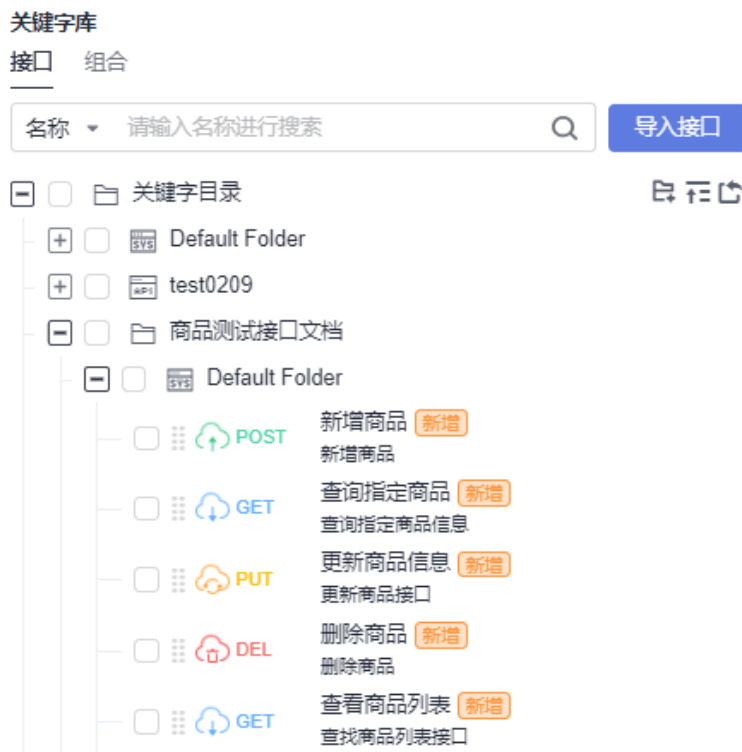 关键字库
接口 组合
名称 请输入名称进行搜索 导入接口
关键字目录
SYS Default Folder
API test0209
商品测试接口文档
SYS Default Folder
POST 新增商品 新增
新增商品
GET 查询指定商品 新增
查询指定商品信息
PUT 更新商品信息 新增
更新商品接口
DEL 删除商品 新增
删除商品
GET 查看商品列表 新增
查找商品列表接口